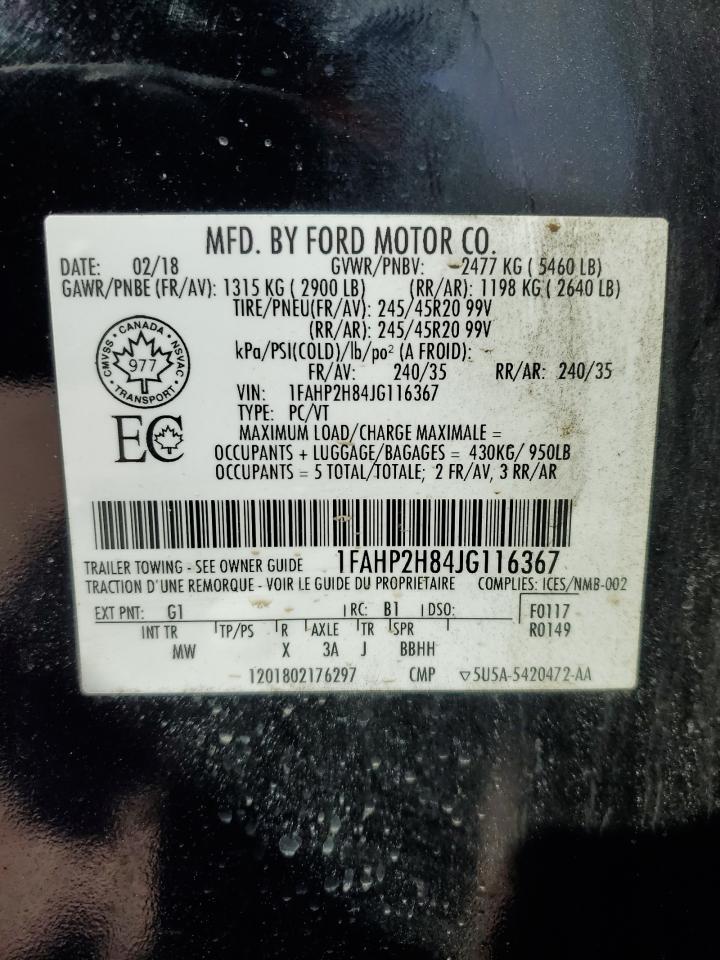 MFD. BY FORD MOTOR CO.
DATE: 02/18 GVWR/PNBV: 2477 KG ( 5460 LB)
GAWR/PNBE (FR/AV): 1315 KG ( 2900 LB) (RR/AR): 1198 KG ( 2640 LB)
TIRE/PNEU(FR/AV): 245/45R20 99V
(RR/AR): 245/45R20 99V
kPa/PSI(COLD)/lb/po² (A FROID):
FR/AV: 240/35 RR/AR: 240/35
VIN: 1FAHP2H84JG116367
TYPE: PC/VT
CANADA
CMVSS NSVAC
977
TRANSPORT
EC
MAXIMUM LOAD/CHARGE MAXIMALE =
OCCUPANTS + LUGGAGE/BAGAGES = 430KG/ 950LB
OCCUPANTS = 5 TOTAL/TOTALE; 2 FR/AV, 3 RR/AR
TRAILER TOWING - SEE OWNER GUIDE 1FAHP2H84JG116367
TRACTION D'UNE REMORQUE - VOIR LE GUIDE DU PROPRIETAIRE COMPLIES: ICES/NMB-002
EXT PNT: G1 RC: B1 DSO: F0117
INT TR TP/PS R AXLE TR SPR R0149
MW X 3A J BBHH
1201802176297 CMP ▽5U5A-5420472-AA